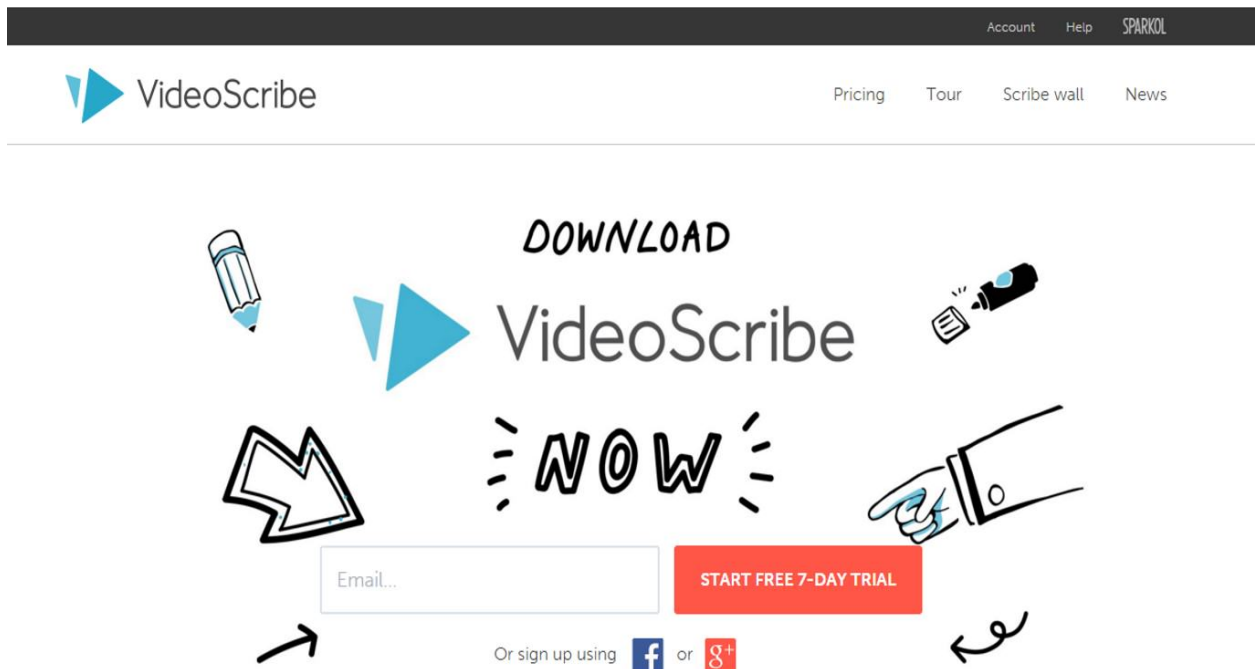 Account Help SPARKOL
VideoScribe
Pricing Tour Scribe wall News
DOWNLOAD
VideoScribe
NOW
Email...
START FREE 7-DAY TRIAL
Or sign up using f or g+